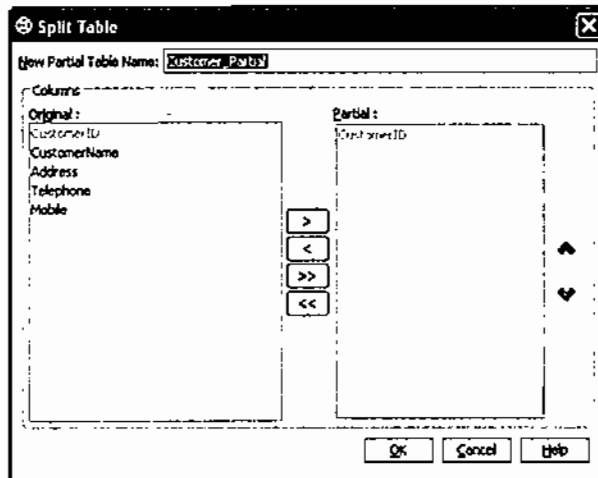 Split Table
New Partial Table Name: Customer_Partial
Columns
Original :
CustomerID
CustomerName
Address
Telephone
Mobile
Partial :
CustomerID
>
<
>>
<<
OK Cancel Help